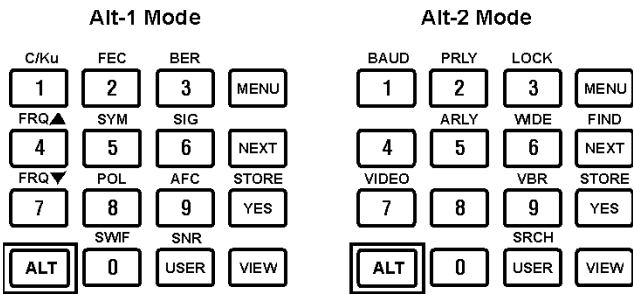 Alt-1 Mode Alt-2 Mode
C/Ku FEC BER BAUD PRLY LOCK
1 2 3 MENU 1 2 3 MENU
FRQ▲ SYM SIG ARLY WIDE FIND
4 5 6 NEXT 4 5 6 NEXT
FRQ▼ POL AFC STORE VIDEO VBR STORE
7 8 9 YES 7 8 9 YES
SWIF SNR SRCH
ALT 0 USER VIEW ALT 0 USER VIEW